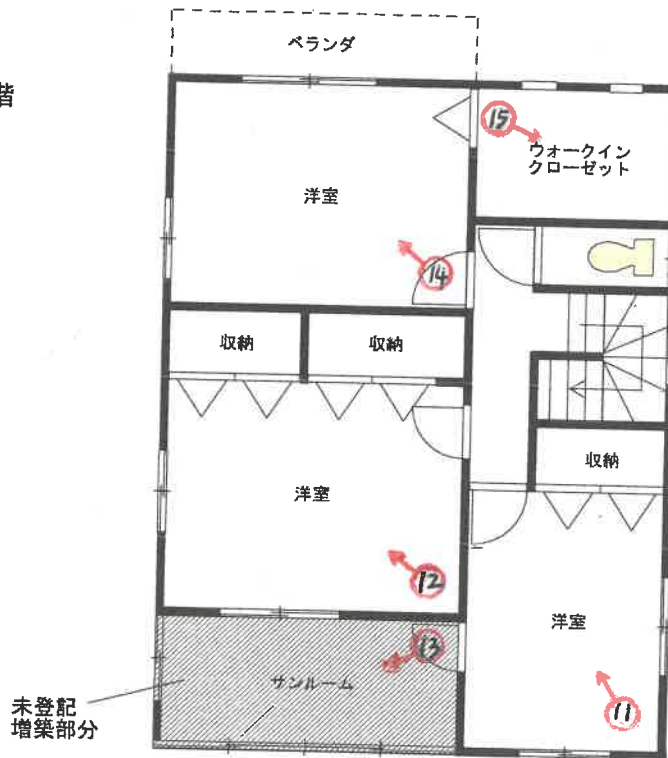 ベランダ
階
15
ウォークイン
クローゼット
洋室
14
収納
収納
収納
洋室
12
洋室
13
サンルーム
11
未登記
増築部分